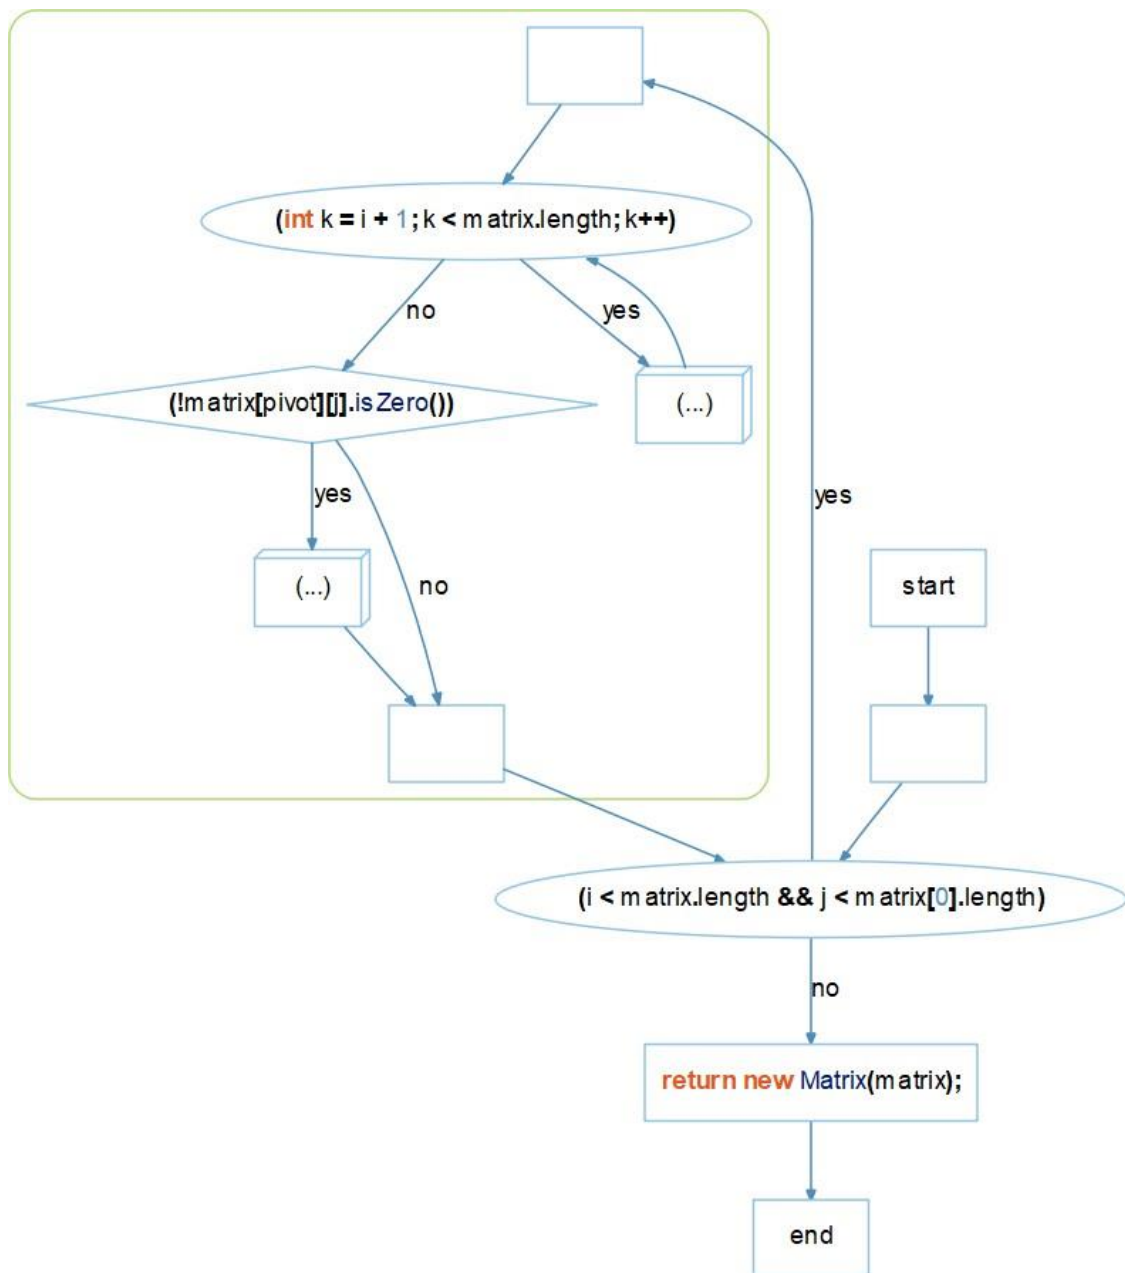 (int k = i + 1; k < matrix.length; k++)
no
yes
(!matrix[pivot][j].isZero())
(...)
yes
yes
(...)
no
start
(i < matrix.length && j < matrix[0].length)
no
return new Matrix(matrix);
end